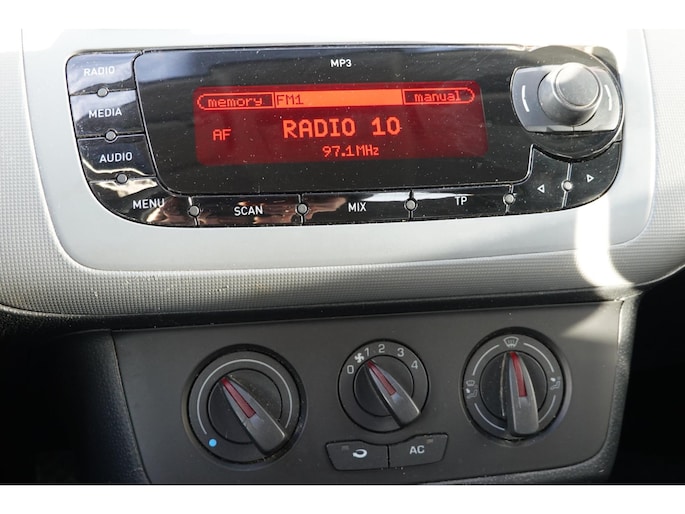 MP3
RADIO
memory FM1 manual
MEDIA
AF RADIO 10
97.1MHz
AUDIO
MENU SCAN MIX TP
0 1 2 3 4
AC